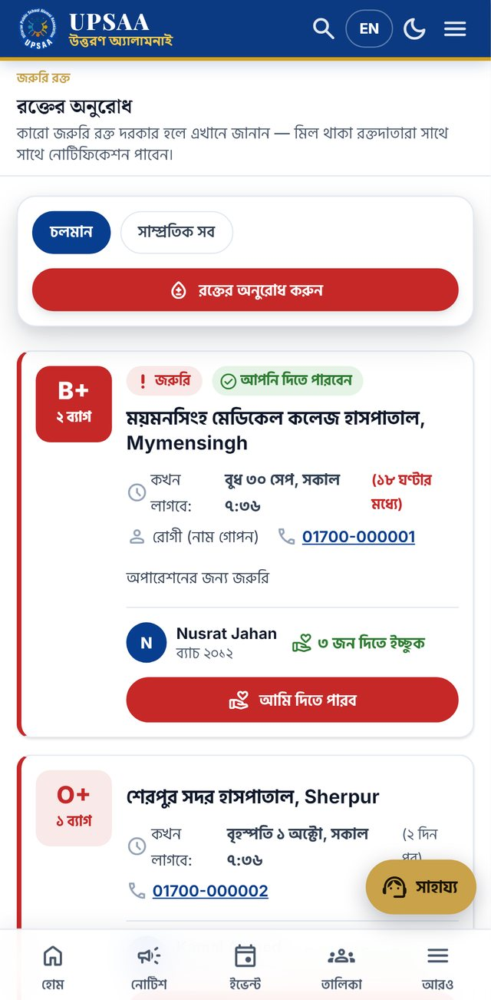 UPSAA
উত্তরণ অ্যালামনাই
EN
জরুরি রক্ত
রক্তের অনুরোধ
কারো জরুরি রক্ত দরকার হলে এখানে জানান — মিল থাকা রক্তদাতারা সাথে
সাথে নোটিফিকেশন পাবেন।
চলমান
সাম্প্রতিক সব
রক্তের অনুরোধ করুন
B+
২ ব্যাগ
জরুরি
আপনি দিতে পারবেন
ময়মনসিংহ মেডিকেল কলেজ হাসপাতাল,
Mymensingh
কখন
লাগবে:
বুধ ৩০ সেপ, সকাল
৭:৩৬
(১৮ ঘণ্টার
মধ্যে)
রোগী (নাম গোপন)
01700-000001
অপারেশনের জন্য জরুরি
N
Nusrat Jahan
ব্যাচ ২০১২
৩ জন দিতে ইচ্ছুক
আমি দিতে পারব
O+
১ ব্যাগ
শেরপুর সদর হাসপাতাল, Sherpur
কখন
লাগবে:
বৃহস্পতি ১ অক্টো, সকাল
৭:৩৬
(২ দিন
পর)
01700-000002
সাহায্য
হোম
নোটিশ
ইভেন্ট
তালিকা
আরও